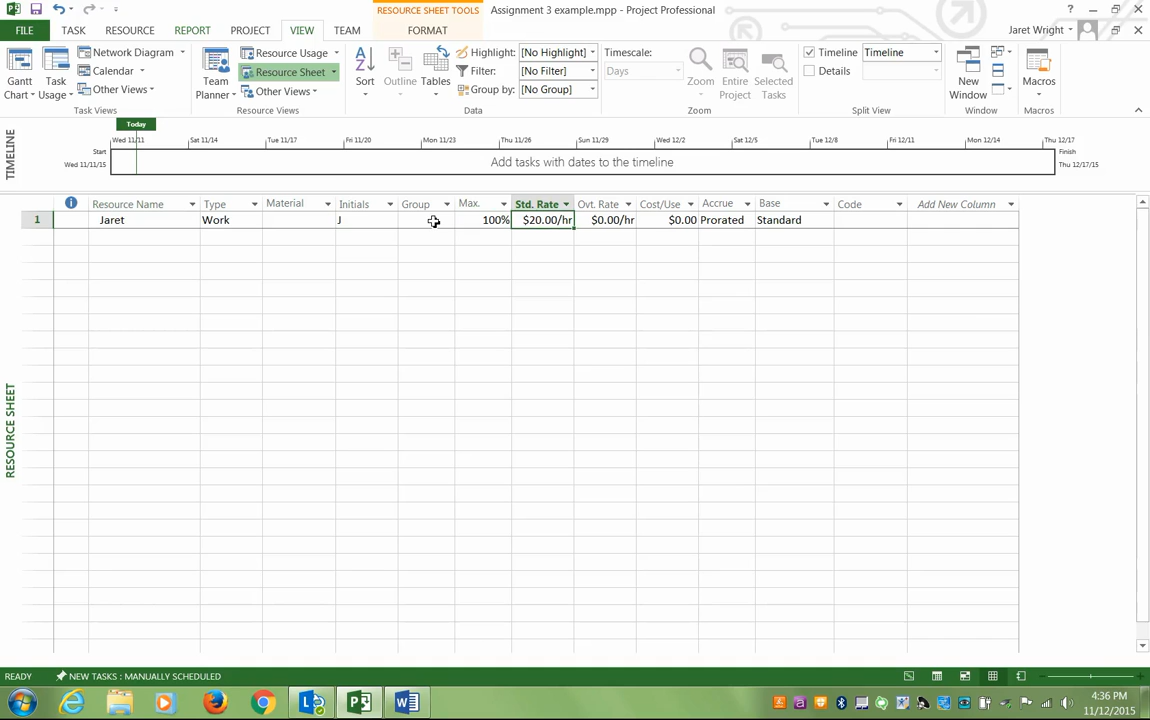 RESOURCE SHEET TOOLS
Assignment 3 example.mpp - Project Professional
FILE TASK RESOURCE REPORT PROJECT VIEW TEAM FORMAT
Jaret Wright
Gantt Chart
Task Usage
Network Diagram
Calendar
Other Views
Task Views
Team Planner
Resource Usage
Resource Sheet
Other Views
Resource Views
Sort
Outline
Tables
Highlight: [No Highlight]
Filter: [No Filter]
Group by: [No Group]
Data
Timescale:
Days
Zoom
Entire Project
Selected Tasks
Zoom
Timeline Timeline
Details
Split View
New Window
Window
Macros
Macros
TIMELINE
Today
Wed 11/11 Sat 11/14 Tue 11/17 Fri 11/20 Mon 11/23 Thu 11/26 Sun 11/29 Wed 12/2 Sat 12/5 Tue 12/8 Fri 12/11 Mon 12/14 Thu 12/17
Start
Wed 11/11/15
Add tasks with dates to the timeline
Finish
Thu 12/17/15
Resource Name Type Material Initials Group Max. Std. Rate Ovt. Rate Cost/Use Accrue Base Code Add New Column
1 Jaret Work J 100% $20.00/hr $0.00/hr $0.00 Prorated Standard
RESOURCE SHEET
READY NEW TASKS : MANUALLY SCHEDULED
4:36 PM
11/12/2015